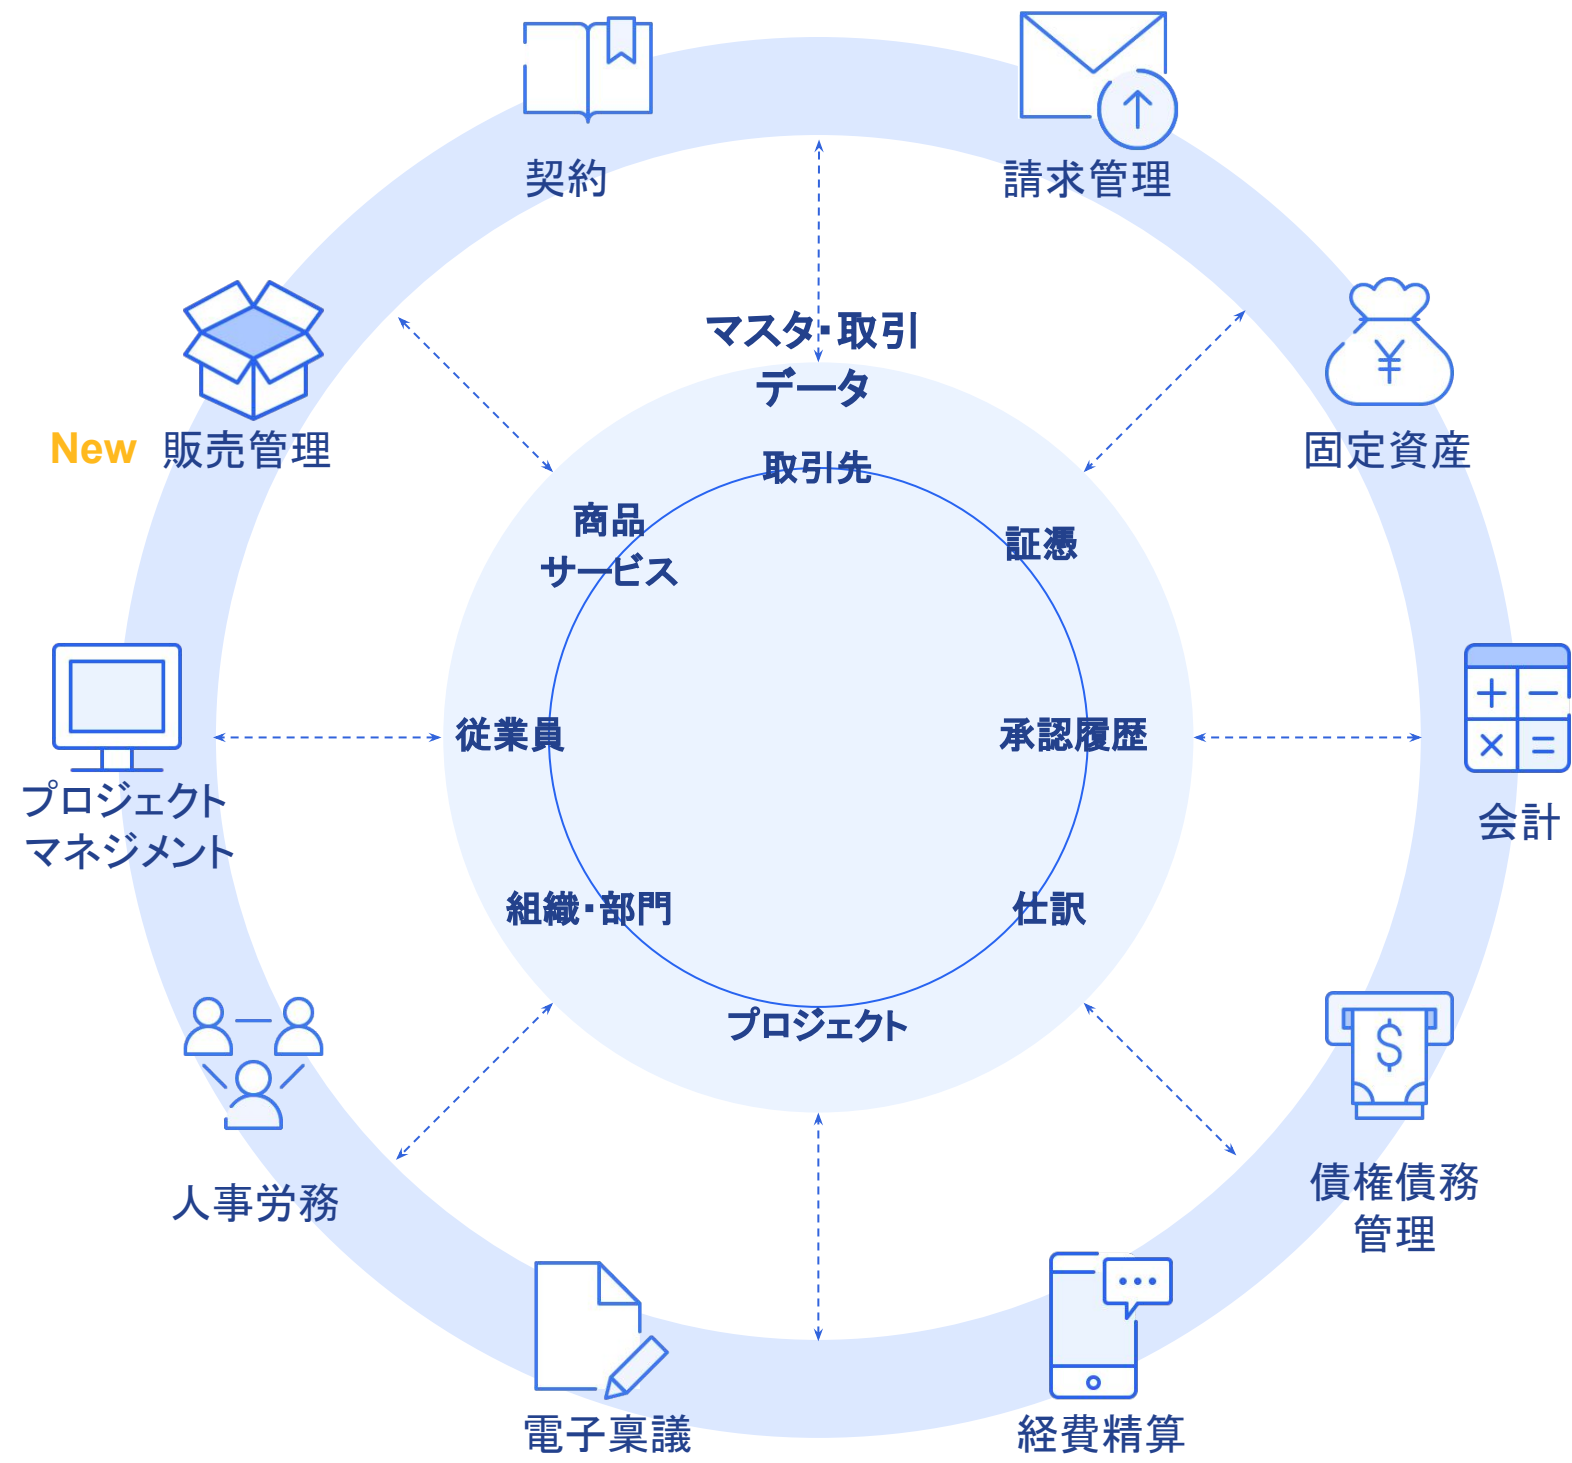 契約
請求管理
マスタ・取引
データ
New 販売管理
固定資産
取引先
商品
サービス
証憑
従業員
承認履歴
プロジェクト
マネジメント
会計
組織・部門
仕訳
プロジェクト
人事労務
債権債務
管理
電子稟議
経費精算
¥
$